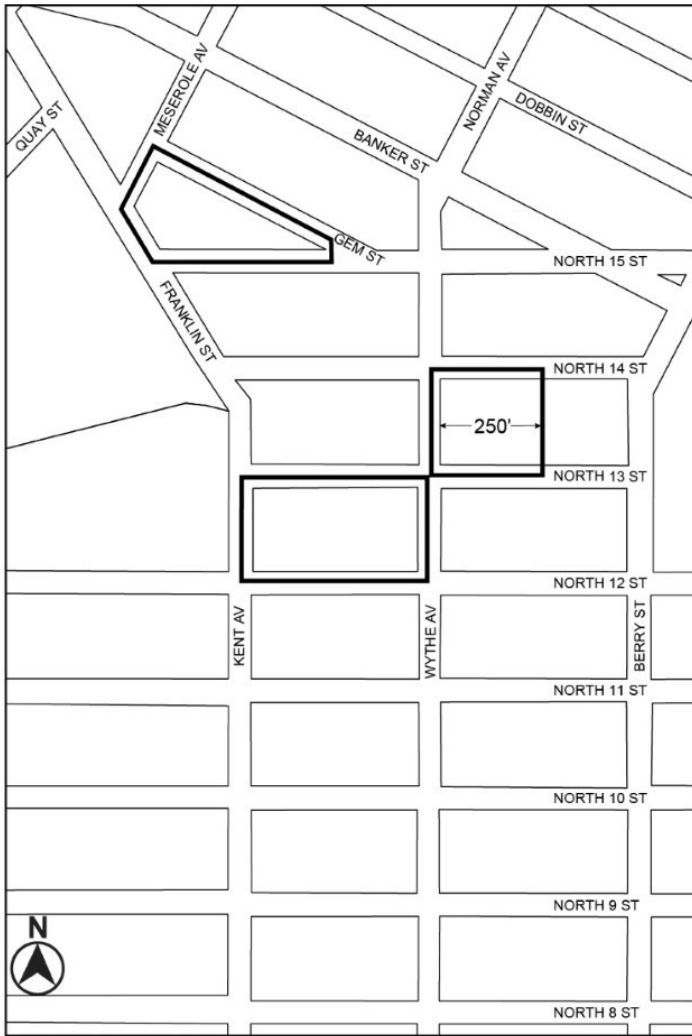 MESEROLE AV
NORMAN AV
QUAY ST
DOBBIN ST
BANKER ST
GEM ST
NORTH 15 ST
FRANKLIN ST
NORTH 14 ST
250'
NORTH 13 ST
NORTH 12 ST
KENT AV
WYTHE AV
BERRY ST
NORTH 11 ST
NORTH 10 ST
NORTH 9 ST
N
NORTH 8 ST